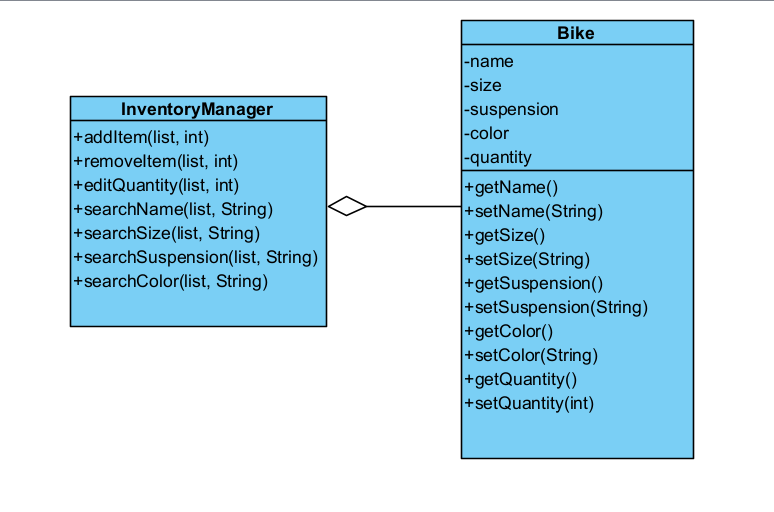 InventoryManager
+addItem(list, int)
+removeItem(list, int)
+editQuantity(list, int)
+searchName(list, String)
+searchSize(list, String)
+searchSuspension(list, String)
+searchColor(list, String)
Bike
-name
-size
-suspension
-color
-quantity
+getName()
+setName(String)
+getSize()
+setSize(String)
+getSuspension()
+setSuspension(String)
+getColor()
+setColor(String)
+getQuantity()
+setQuantity(int)